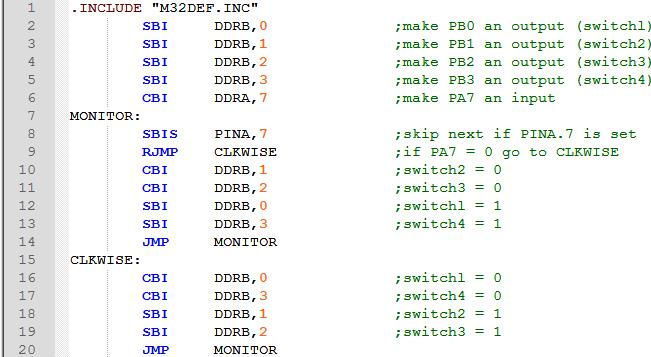 1 .INCLUDE "M32DEF.INC"
2 SBI DDRB,0 ;make PB0 an output (switch1)
3 SBI DDRB,1 ;make PB1 an output (switch2)
4 SBI DDRB,2 ;make PB2 an output (switch3)
5 SBI DDRB,3 ;make PB3 an output (switch4)
6 CBI DDRA,7 ;make PA7 an input
7 MONITOR:
8 SBIS PINA,7 ;skip next if PINA.7 is set
9 RJMP CLKWISE ;if PA7 = 0 go to CLKWISE
10 CBI DDRB,1 ;switch2 = 0
11 CBI DDRB,2 ;switch3 = 0
12 SBI DDRB,0 ;switch1 = 1
13 SBI DDRB,3 ;switch4 = 1
14 JMP MONITOR
15 CLKWISE:
16 CBI DDRB,0 ;switch1 = 0
17 CBI DDRB,3 ;switch4 = 0
18 SBI DDRB,1 ;switch2 = 1
19 SBI DDRB,2 ;switch3 = 1
20 JMP MONITOR